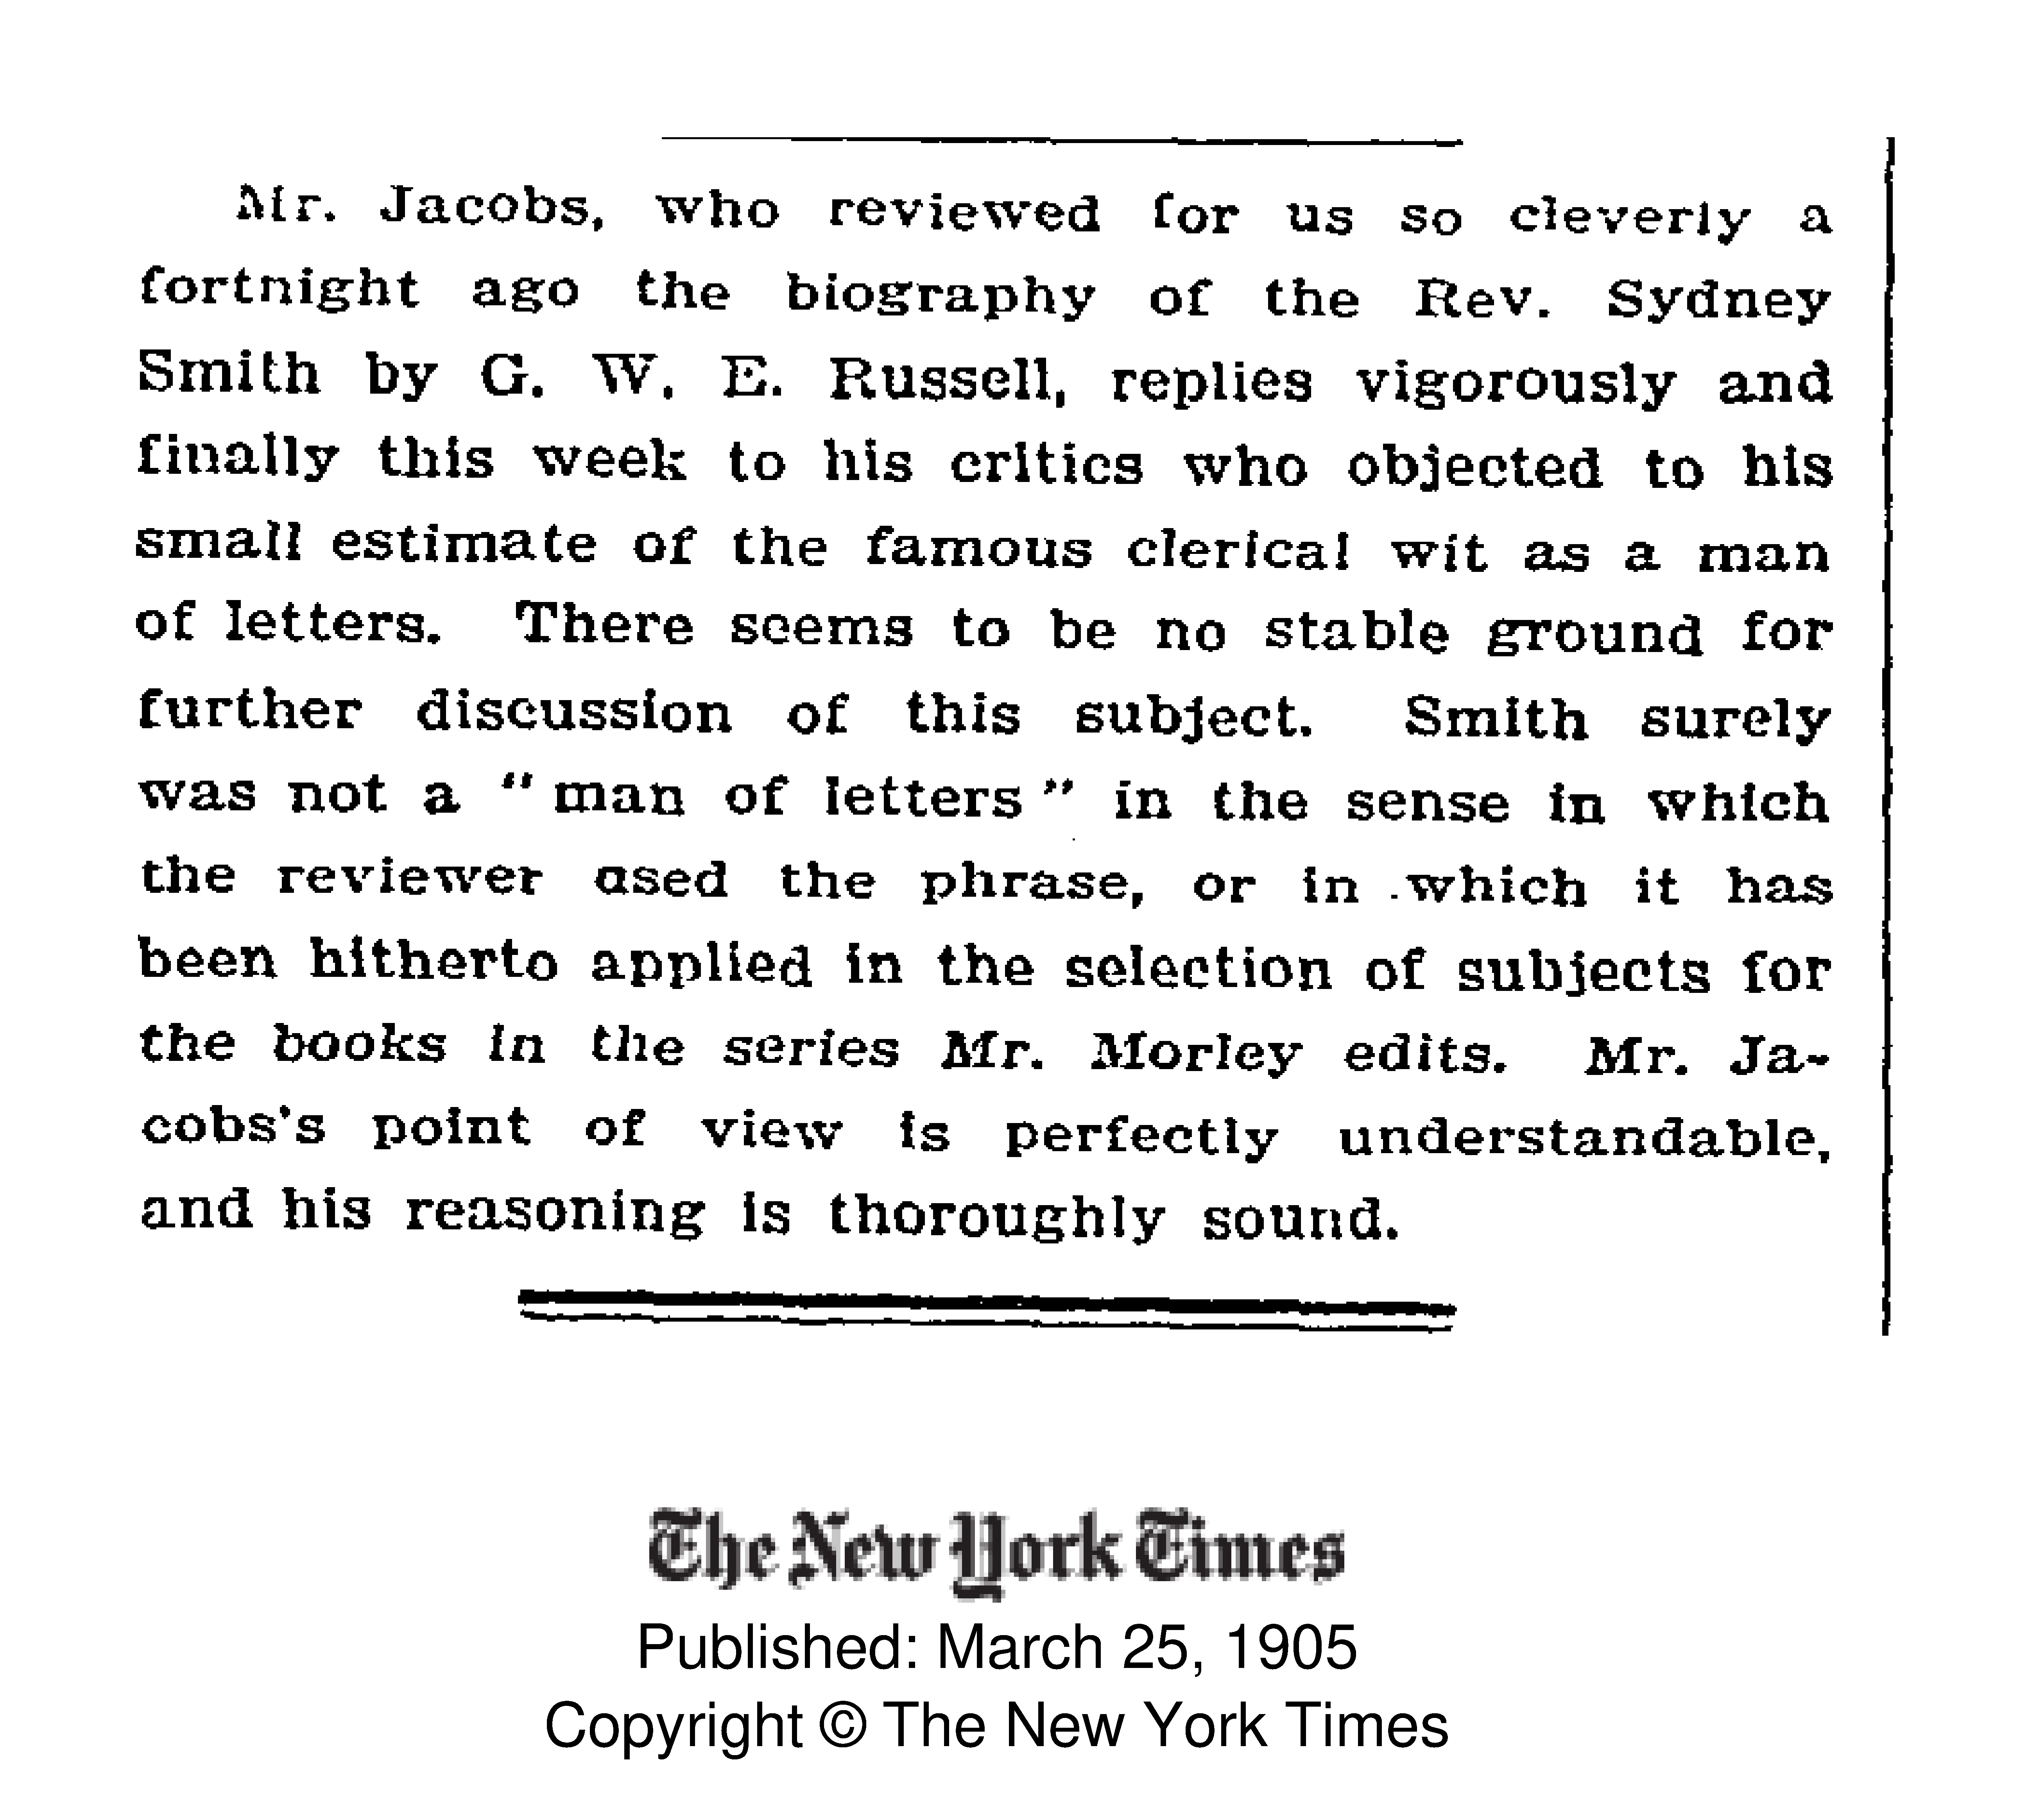 Mr. Jacobs, who reviewed for us so cleverly a
fortnight ago the biography of the Rev. Sydney
Smith by G. W. E. Russell, replies vigorously and
finally this week to his critics who objected to his
small estimate of the famous clerical wit as a man
of letters. There seems to be no stable ground for
further discussion of this subject. Smith surely
was not a "man of letters" in the sense in which
the reviewer used the phrase, or in which it has
been hitherto applied in the selection of subjects for
the books in the series Mr. Morley edits. Mr. Ja-
cobs's point of view is perfectly understandable,
and his reasoning is thoroughly sound.
The New York Times
Published: March 25, 1905
Copyright © The New York Times